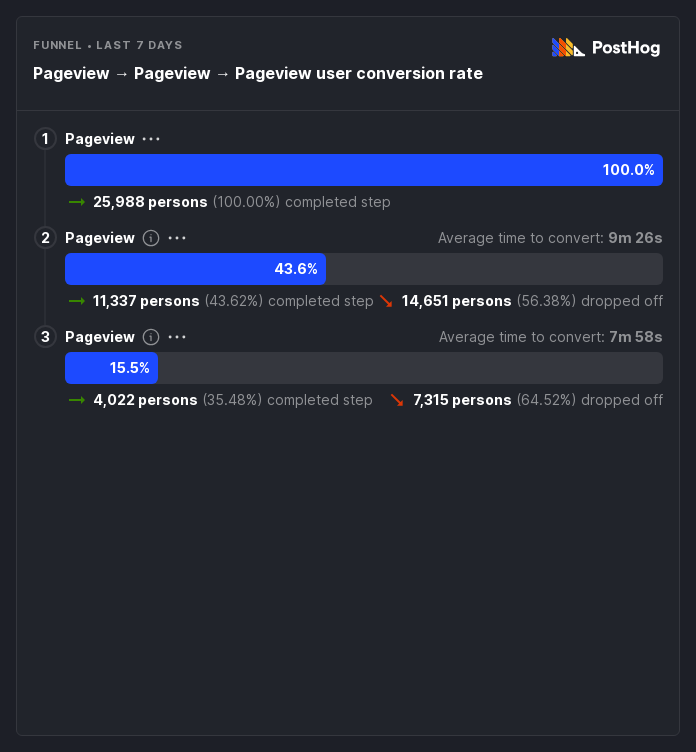 FUNNEL • LAST 7 DAYS
PostHog
Pageview → Pageview → Pageview user conversion rate
1 Pageview ···
100.0%
→ 25,988 persons (100.00%) completed step
2 Pageview ···
Average time to convert: 9m 26s
43.6%
→ 11,337 persons (43.62%) completed step ↘ 14,651 persons (56.38%) dropped off
3 Pageview ···
Average time to convert: 7m 58s
15.5%
→ 4,022 persons (35.48%) completed step ↘ 7,315 persons (64.52%) dropped off